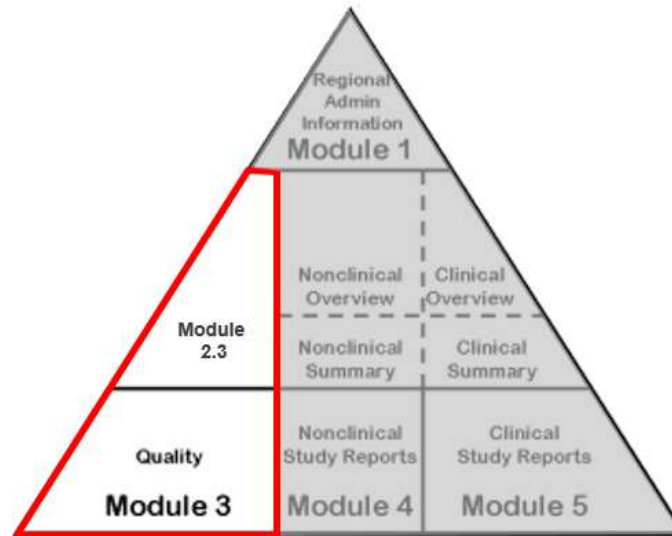 Regional
Admin
Information
Module 1
Nonclinical
Overview
Clinical
Overview
Module
2.3
Nonclinical
Summary
Clinical
Summary
Quality
Module 3
Nonclinical
Study Reports
Module 4
Clinical
Study Reports
Module 5